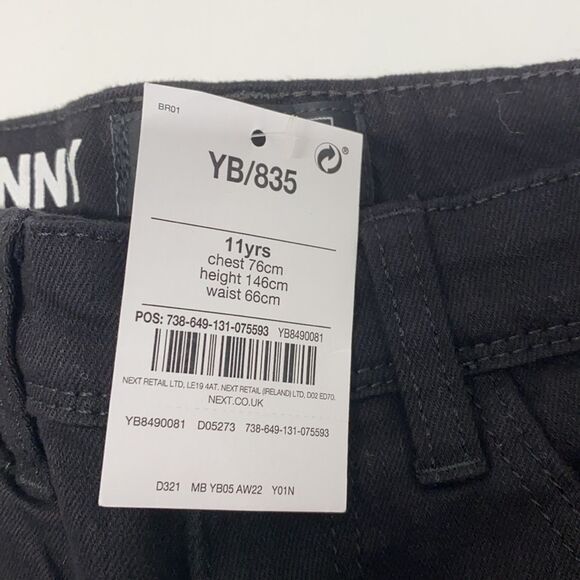 BR01
YB/835
NNY
11yrs
chest 76cm
height 146cm
waist 66cm
POS: 738-649-131-075593 YB8490081
NEXT RETAIL LTD, LE19 4AT. NEXT RETAIL (IRELAND) LTD, D02 ED70.
NEXT.CO.UK
YB8490081 D05273 738-649-131-075593
D321 MB YB05 AW22 Y01N